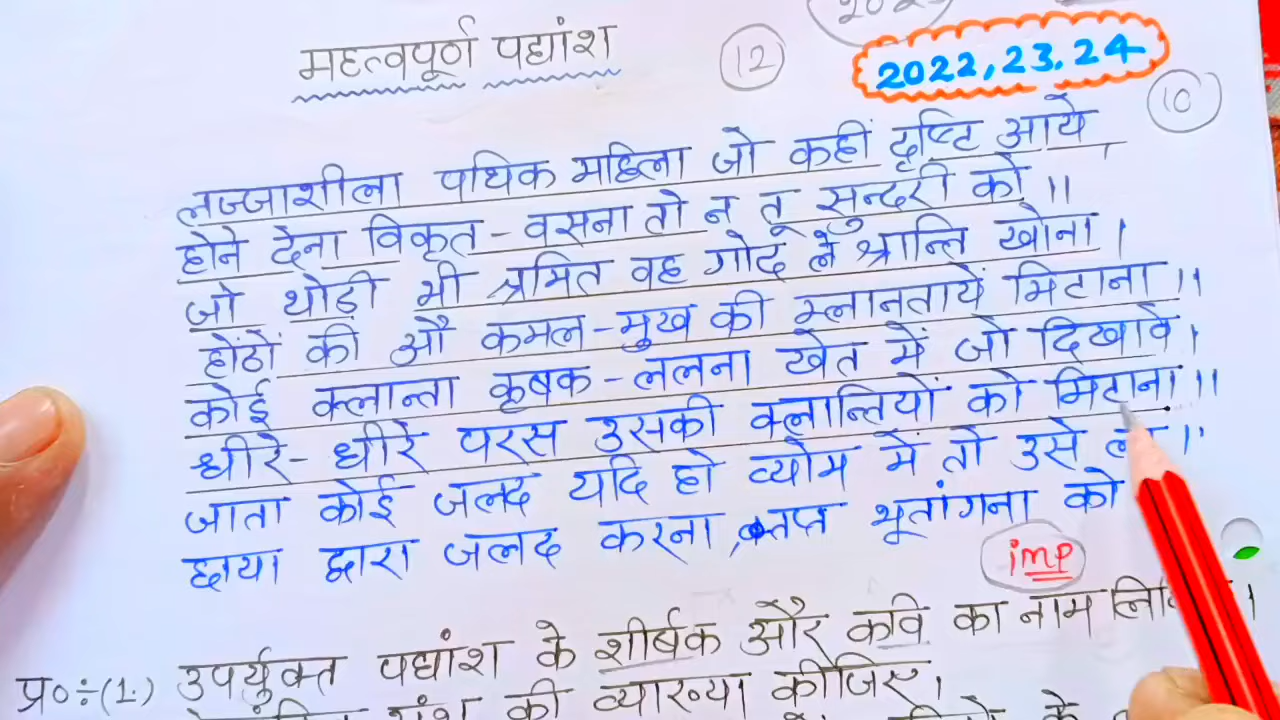 महत्वपूर्ण पद्यांश
12
2022, 23. 24
10
लज्जाशीला पथिक महिला जो कहीं दृष्टि आये,
होने देना विकृत-वसना तो न तू सुन्दरी को॥
जो थोड़ी भी श्रमित वह गोद ले श्रान्ति खोना।
होंठों की औ कमल-मुख की म्लानतायें मिटाना॥
कोई क्लान्ता कृषक-ललना खेत में जो दिखावे।
धीरे-धीरे परस उसकी क्लान्तियों को मिटाना॥
जाता कोई जलद यदि हो व्योम में तो उसे ला।
छाया द्वारा जलद करना, तप्त भूतांगना को
imp
प्र०÷(1.) उपर्युक्त पद्यांश के शीर्षक और कवि का नाम
की व्याख्या कीजिए।